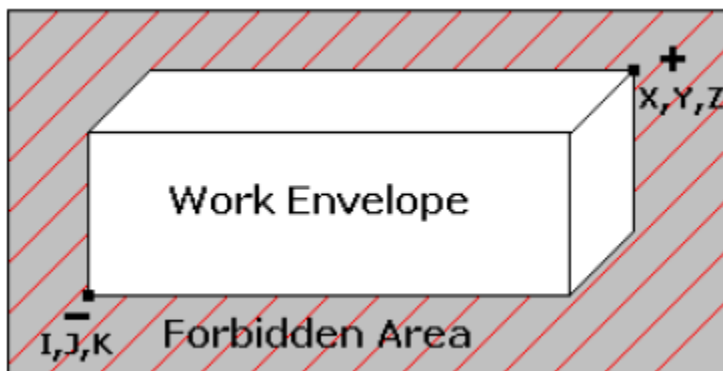 +
X,Y,Z
Work Envelope
-
I,J,K
Forbidden Area